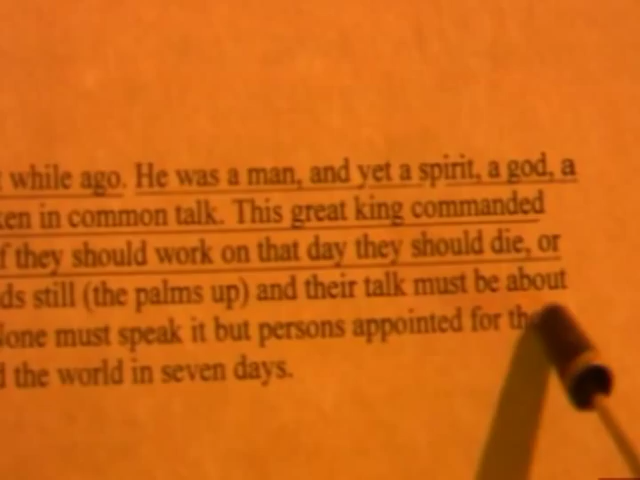 while ago. He was a man, and yet a spirit, a god, a
ken in common talk. This great king commanded
f they should work on that day they should die, or
ds still (the palms up) and their talk must be about
None must speak it but persons appointed for
the world in seven days.